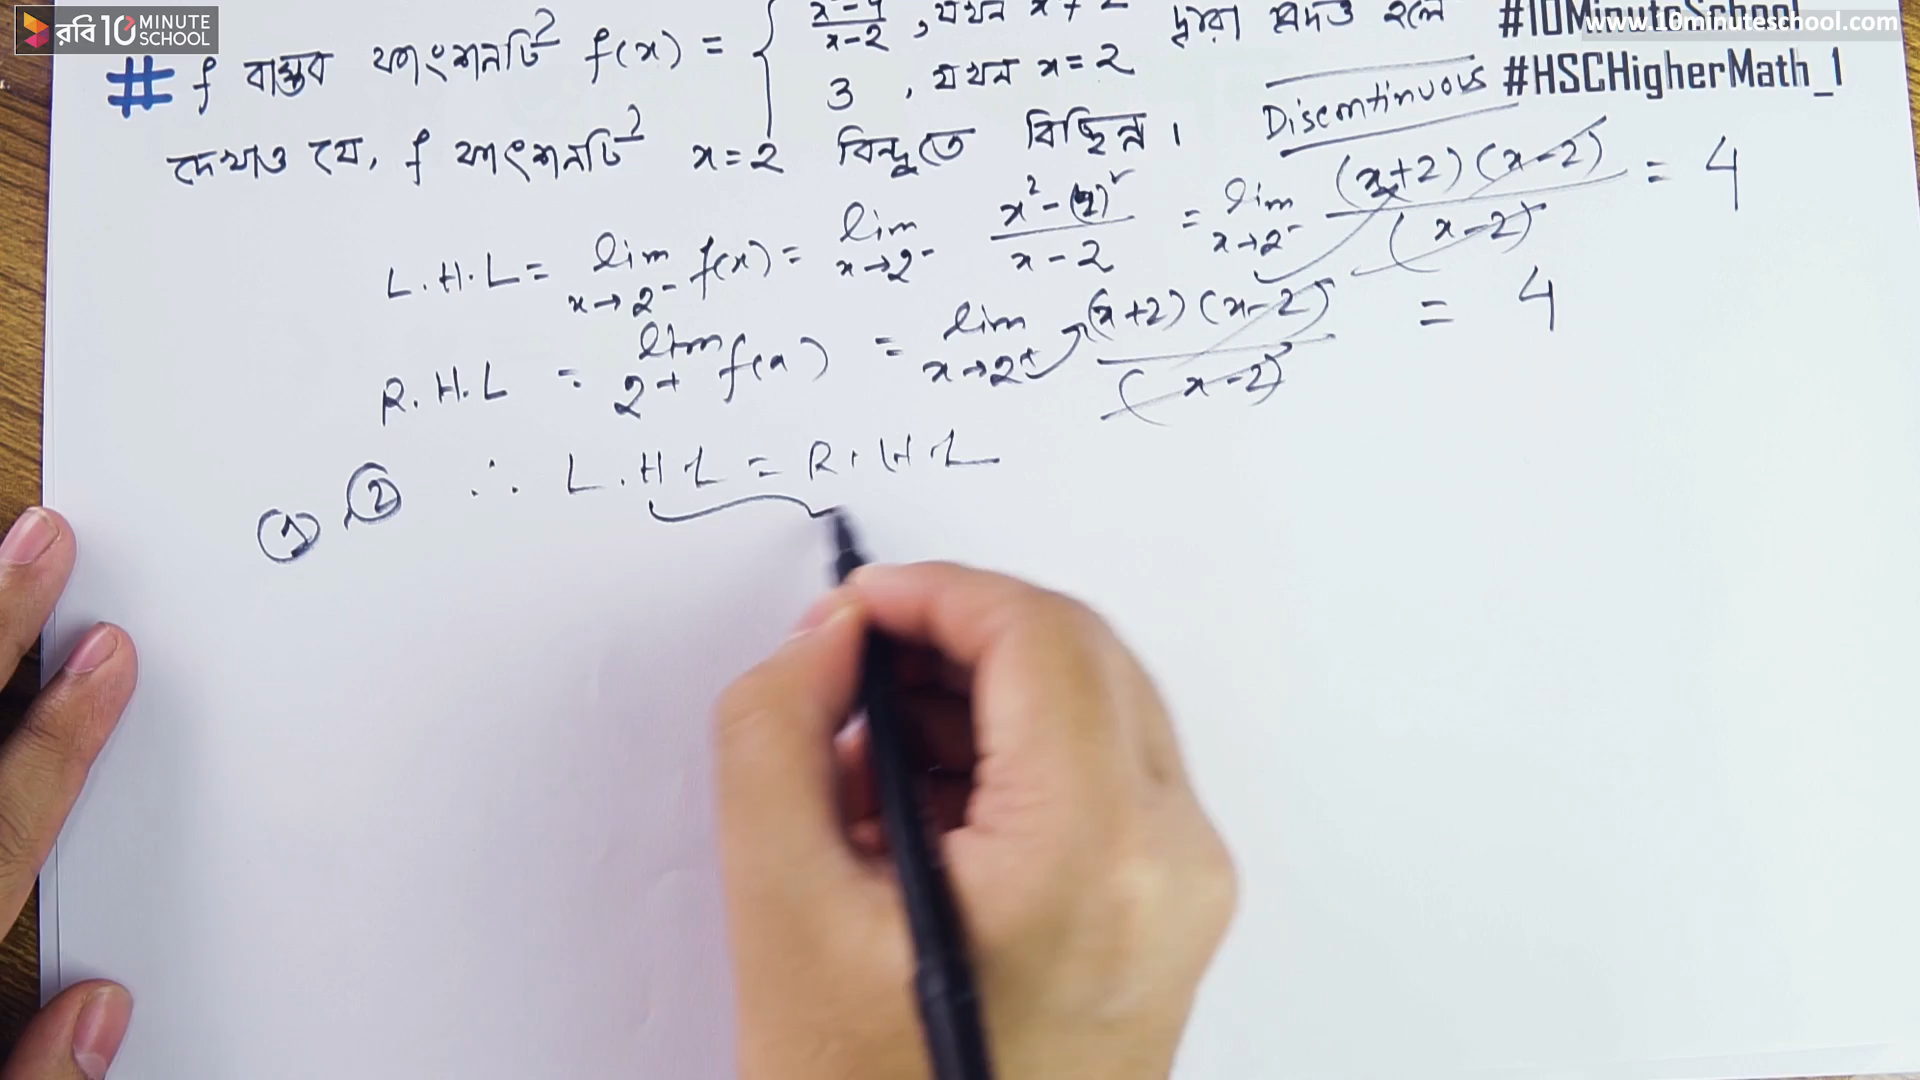 রবি 10 MINUTE SCHOOL
www.10minuteschool.com
#10MinuteSchool
#HSCHigherMath_1
# f বাস্তব ফাংশনটি f(x) = { x²-4/x-2 , যখন x ≠ 2 দ্বারা প্রদত্ত হলে
3 , যখন x = 2
দেখাও যে, f ফাংশনটি x = 2 বিন্দুতে বিচ্ছিন্ন। Discontinuous
L.H.L = lim x→2⁻ f(x) = lim x→2⁻ x²-(2)²/x-2 = lim x→2⁻ (x+2)(x-2)/(x-2) = 4
R.H.L = lim 2+ f(x) = lim x→2+ (x+2)(x-2)/(x-2) = 4
① , ② ∴ L.H.L = R.H.L